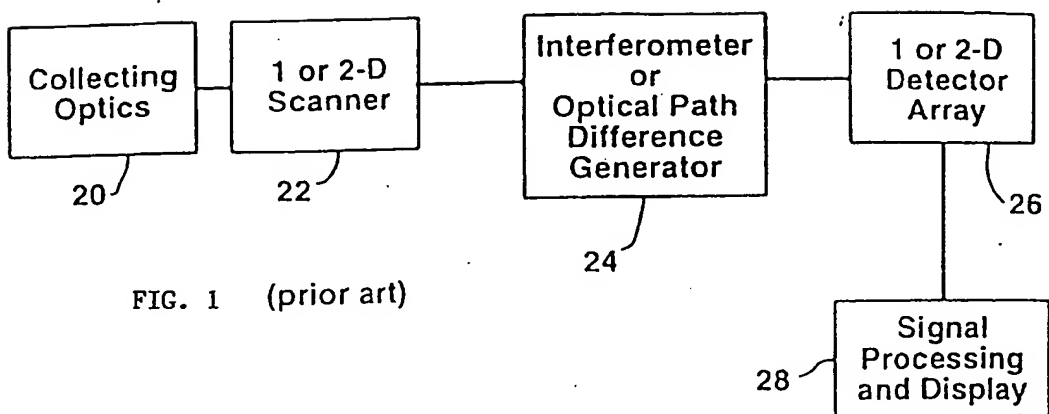 Collecting
Optics
20
1 or 2-D
Scanner
22
Interferometer
or
Optical Path
Difference
Generator
24
1 or 2-D
Detector
Array
26
Signal
Processing
and Display
28
FIG. 1 (prior art)